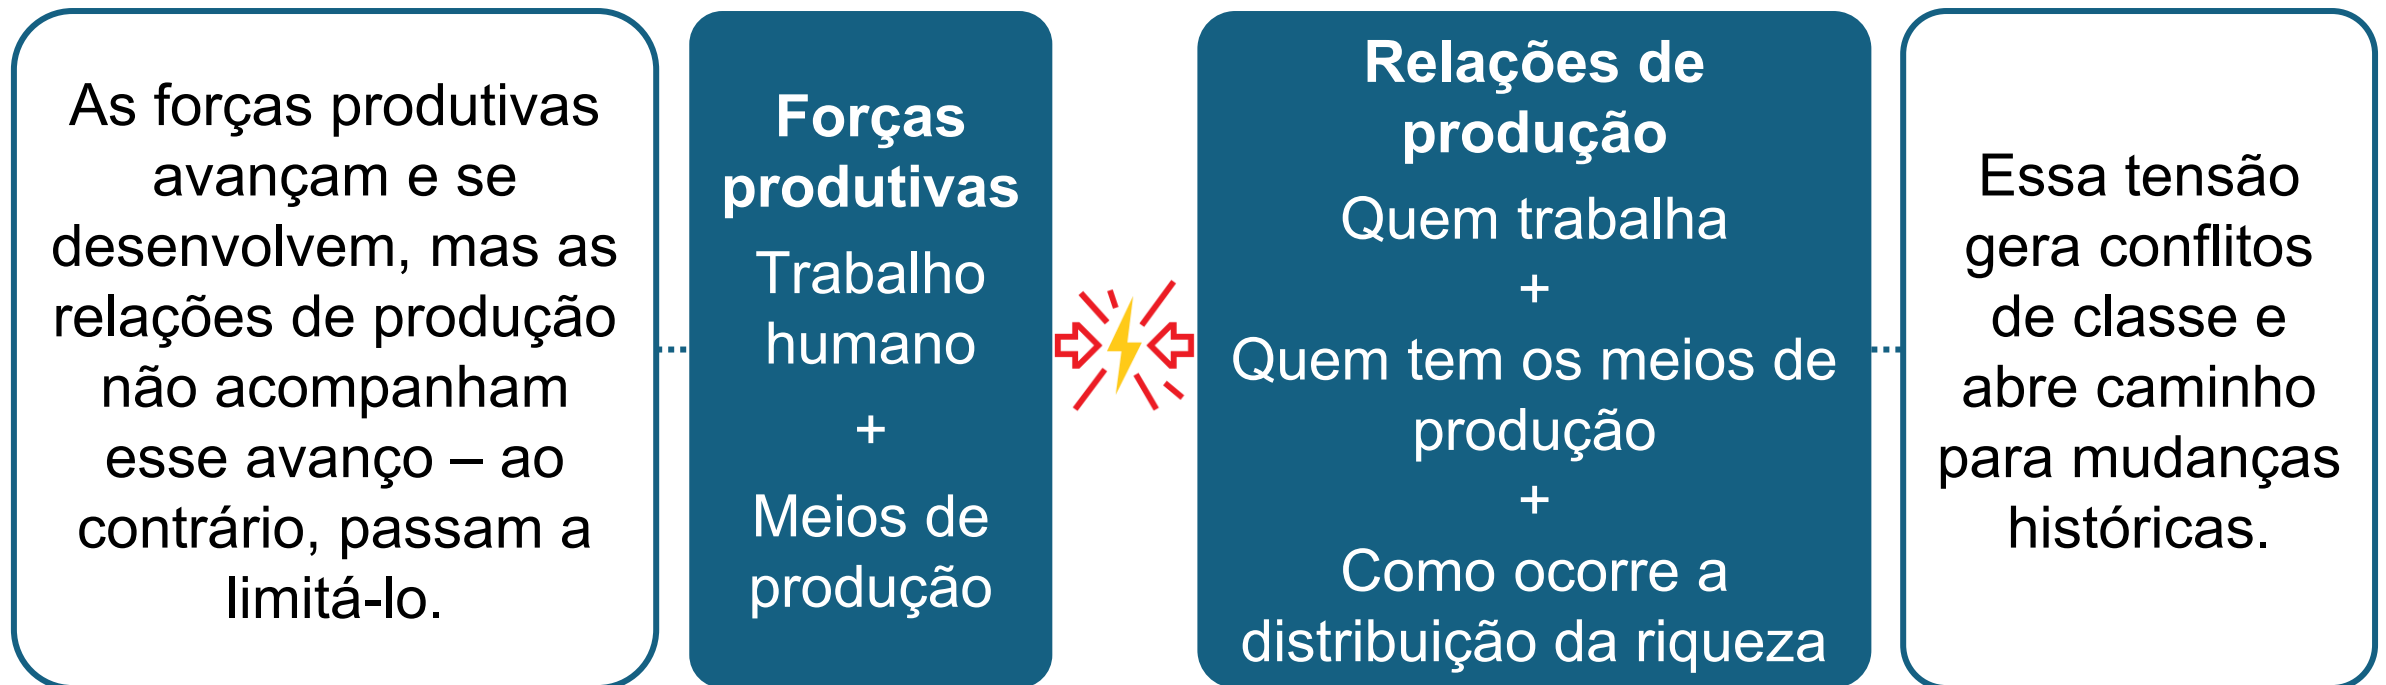 As forças produtivas
avançam e se
desenvolvem, mas as
relações de produção
não acompanham
esse avanço – ao
contrário, passam a
limitá-lo.
Forças
produtivas
Trabalho
humano
+
Meios de
produção
Relações de
produção
Quem trabalha
+
Quem tem os meios de
produção
+
Como ocorre a
distribuição da riqueza
Essa tensão
gera conflitos
de classe e
abre caminho
para mudanças
históricas.